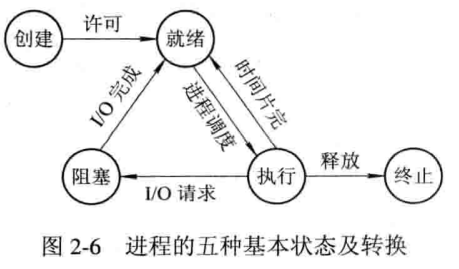 创建
许可
就绪
I/O 完成
进程调度
时间片完
阻塞
I/O 请求
执行
释放
终止
图 2-6 进程的五种基本状态及转换